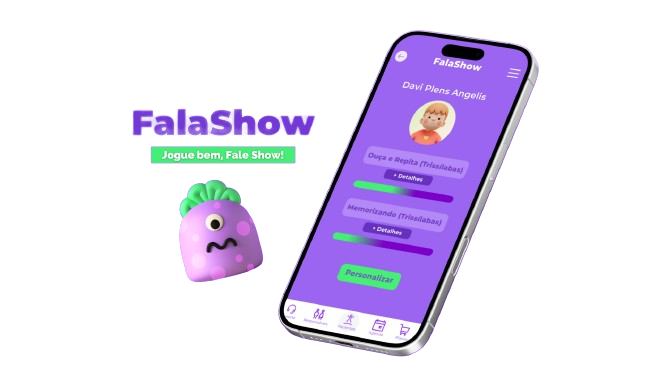 FalaShow
Jogue bem, Fale Show!
FalaShow
Davi Plens Angelis
Ouça e Repita (Trissílabas)
+ Detalhes
Memorizando (Trissílabas)
+ Detalhes
Personalizar